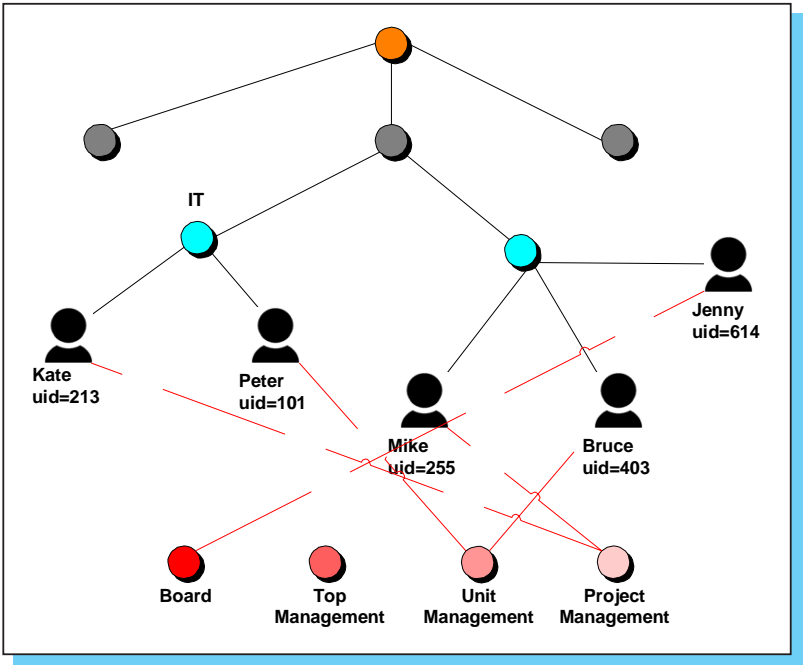 IT
Jenny
uid=614
Kate
uid=213
Peter
uid=101
Mike
uid=255
Bruce
uid=403
Board
Top
Management
Unit
Management
Project
Management